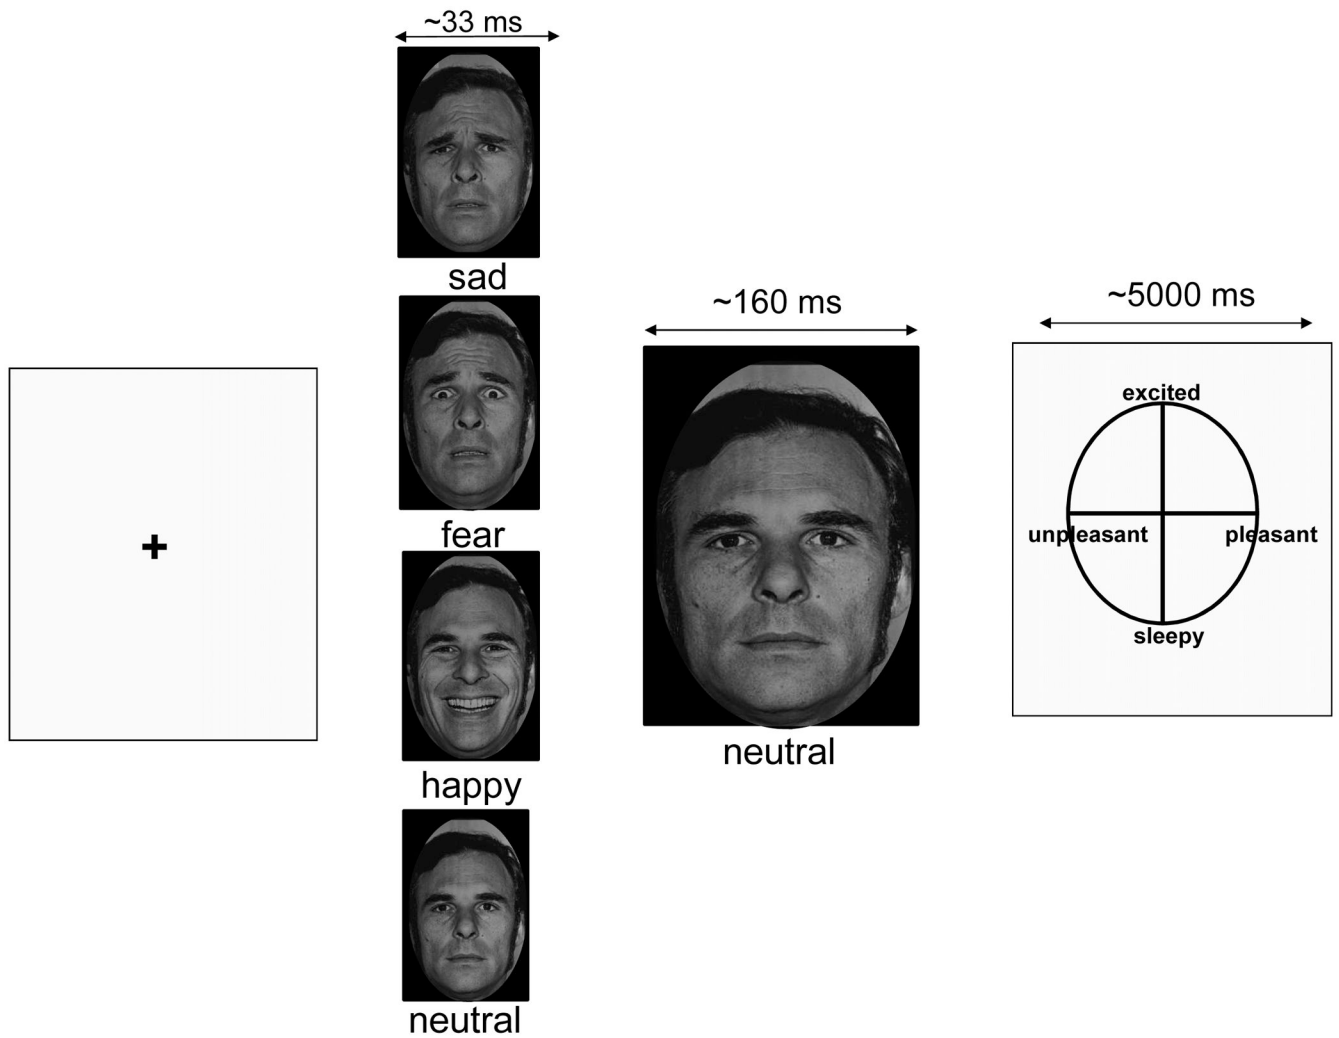 ~33 ms
sad
fear
happy
neutral
~160 ms
neutral
~5000 ms
excited
unpleasant
pleasant
sleepy